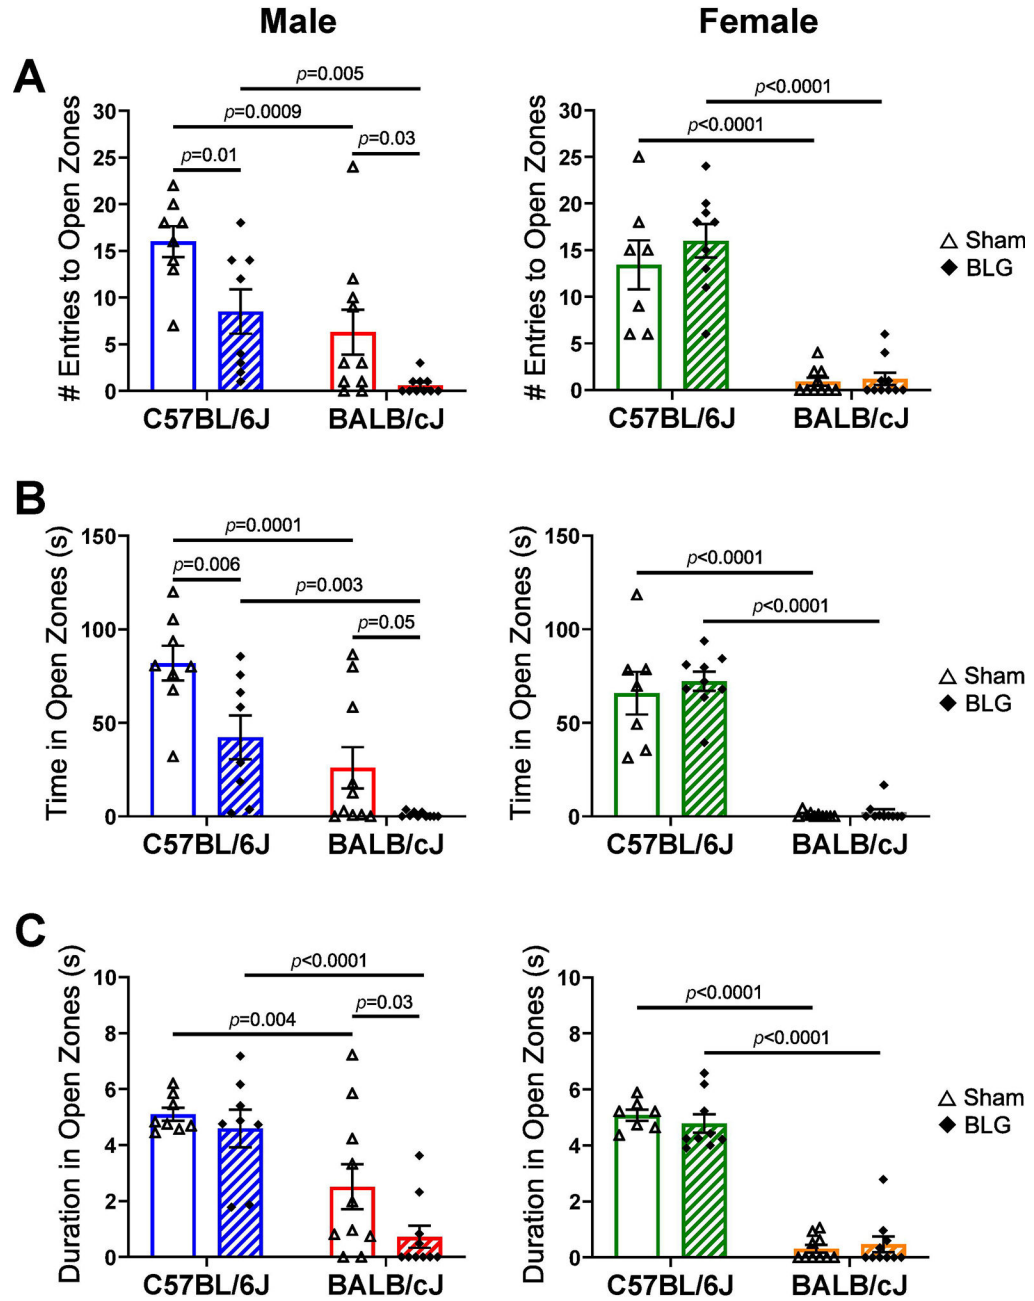 Male
Female
A
# Entries to Open Zones
30
25
20
15
10
5
0
p=0.005
p=0.0009
p=0.03
p=0.01
C57BL/6J
BALB/cJ
# Entries to Open Zones
30
25
20
15
10
5
0
p<0.0001
p<0.0001
C57BL/6J
BALB/cJ
Sham
BLG
B
Time in Open Zones (s)
150
100
50
0
p=0.0001
p=0.006
p=0.003
p=0.05
C57BL/6J
BALB/cJ
Time in Open Zones (s)
150
100
50
0
p<0.0001
p<0.0001
C57BL/6J
BALB/cJ
Sham
BLG
C
Duration in Open Zones (s)
10
8
6
4
2
0
p<0.0001
p=0.03
p=0.004
C57BL/6J
BALB/cJ
Duration in Open Zones (s)
10
8
6
4
2
0
p<0.0001
p<0.0001
C57BL/6J
BALB/cJ
Sham
BLG